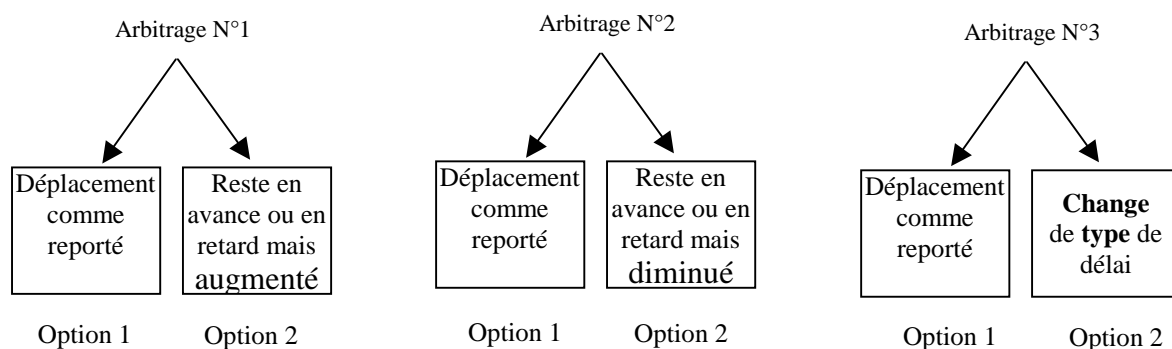 Arbitrage N°1
Déplacement
comme
reporté
Reste en
avance ou en
retard mais
augmenté
Option 1
Option 2
Arbitrage N°2
Déplacement
comme
reporté
Reste en
avance ou en
retard mais
diminué
Option 1
Option 2
Arbitrage N°3
Déplacement
comme
reporté
Change
de type de
délai
Option 1
Option 2